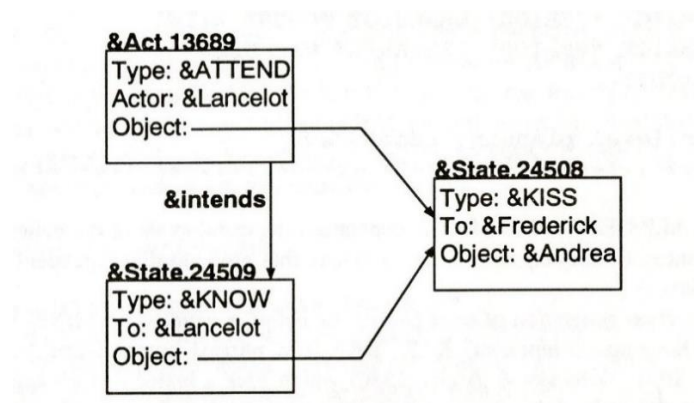 &Act.13689
Type: &ATTEND
Actor: &Lancelot
Object:
&intends
&State.24509
Type: &KNOW
To: &Lancelot
Object:
&State.24508
Type: &KISS
To: &Frederick
Object: &Andrea